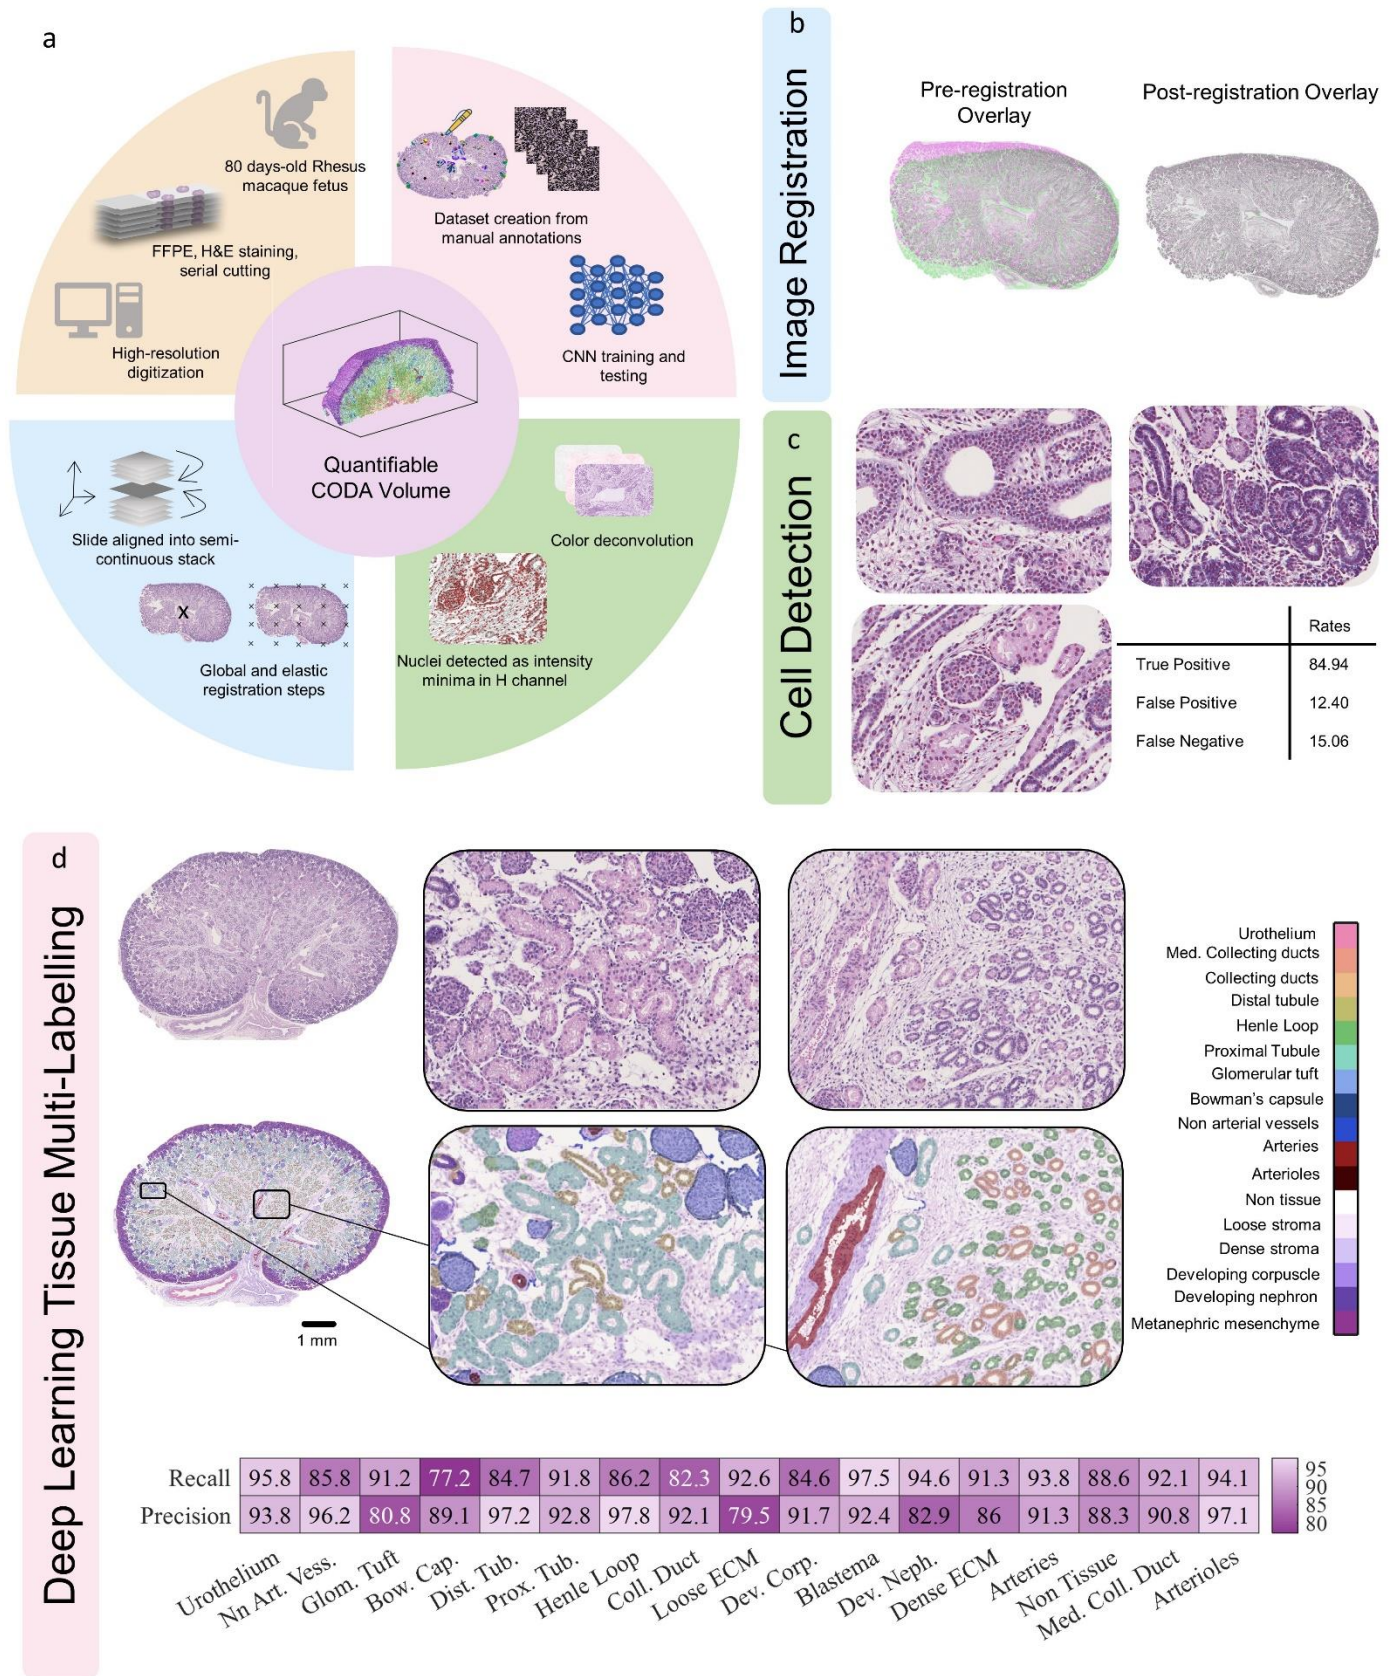 a
80 days-old Rhesus
macaque fetus
FFPE, H&E staining,
serial cutting
High-resolution
digitization
Dataset creation from
manual annotations
CNN training and
testing
Quantifiable
CODA Volume
Slide aligned into semi-
continuous stack
X
Global and elastic
registration steps
Color deconvolution
Nuclei detected as intensity
minima in H channel
b
Image Registration
Pre-registration
Overlay
Post-registration Overlay
c
Cell Detection
Rates
True Positive 84.94
False Positive 12.40
False Negative 15.06
d
Deep Learning Tissue Multi-Labelling
1 mm
Urothelium
Med. Collecting ducts
Collecting ducts
Distal tubule
Henle Loop
Proximal Tubule
Glomerular tuft
Bowman's capsule
Non arterial vessels
Arteries
Arterioles
Non tissue
Loose stroma
Dense stroma
Developing corpuscle
Developing nephron
Metanephric mesenchyme
Recall 95.8 85.8 91.2 77.2 84.7 91.8 86.2 82.3 92.6 84.6 97.5 94.6 91.3 93.8 88.6 92.1 94.1
Precision 93.8 96.2 80.8 89.1 97.2 92.8 97.8 92.1 79.5 91.7 92.4 82.9 86 91.3 88.3 90.8 97.1
95
90
85
80
Urothelium
Nn Art. Vess.
Glom. Tuft
Bow. Cap.
Dist. Tub.
Prox. Tub.
Henle Loop
Coll. Duct
Loose ECM
Dev. Corp.
Blastema
Dev. Neph.
Dense ECM
Arteries
Non Tissue
Med. Coll. Duct
Arterioles